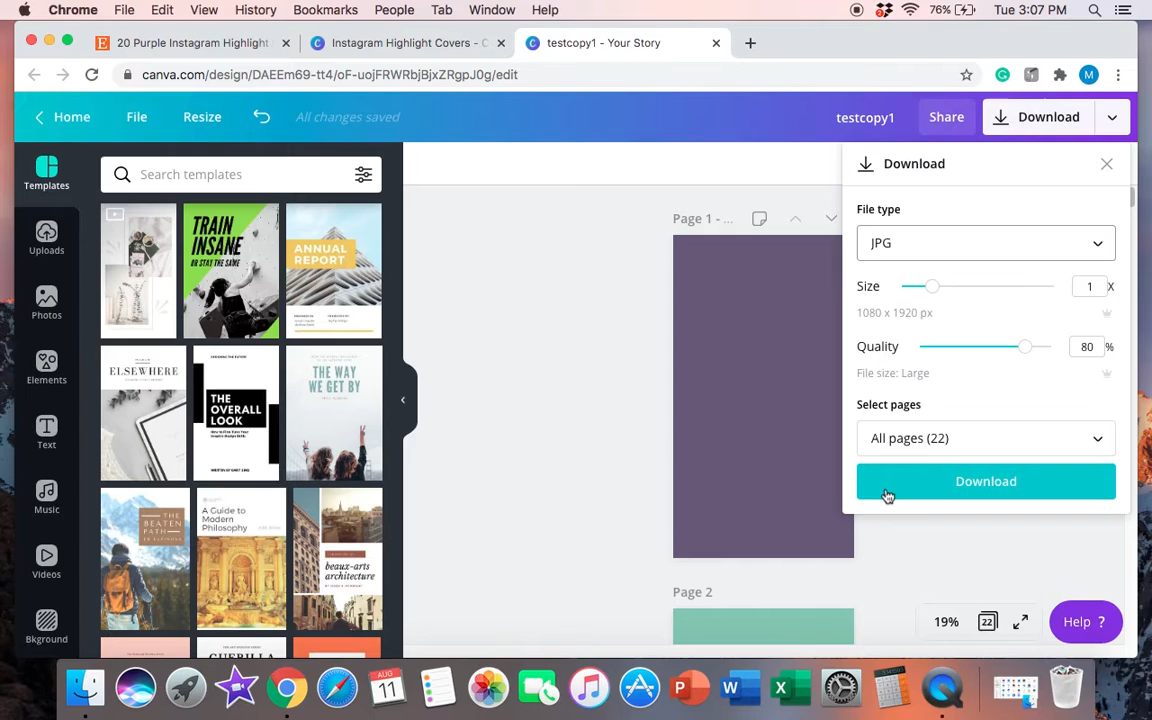 Chrome File Edit View History Bookmarks People Tab Window Help 76% Tue 3:07 PM
20 Purple Instagram Highlight
Instagram Highlight Covers - C
testcopy1 - Your Story
canva.com/design/DAEEm69-tt4/oF-uojFRWRbjBjxZRgpJ0g/edit
M
Home File Resize All changes saved testcopy1 Share Download
Templates
Uploads
Photos
Elements
Text
Music
Videos
Bkground
Search templates
TRAIN
INSANE
OR STAY THE SAME
ANNUAL
REPORT
ELSEWHERE
THE
OVERALL
LOOK
THE WAY
WE GET BY
THE
BEATEN
PATH
A Guide to
Modern
Philosophy
beaux-arts
architecture
Page 1 - ...
Page 2
Download
File type
JPG
Size 1 X
1080 x 1920 px
Quality 80 %
File size: Large
Select pages
All pages (22)
Download
19% 22 Help ?
AUG
11